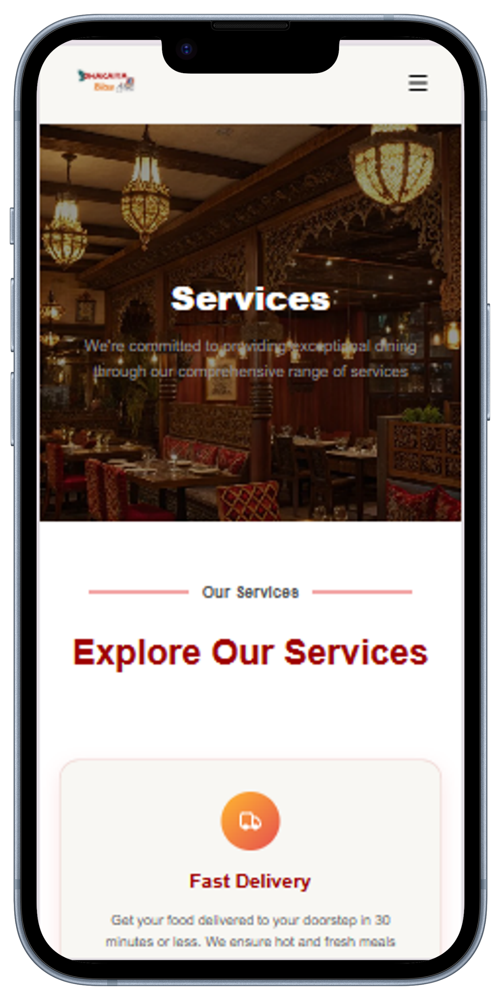 Services
We're committed to providing exceptional dining
through our comprehensive range of services
Our Services
Explore Our Services
Fast Delivery
Get your food delivered to your doorstep in 30
minutes or less. We ensure hot and fresh meals